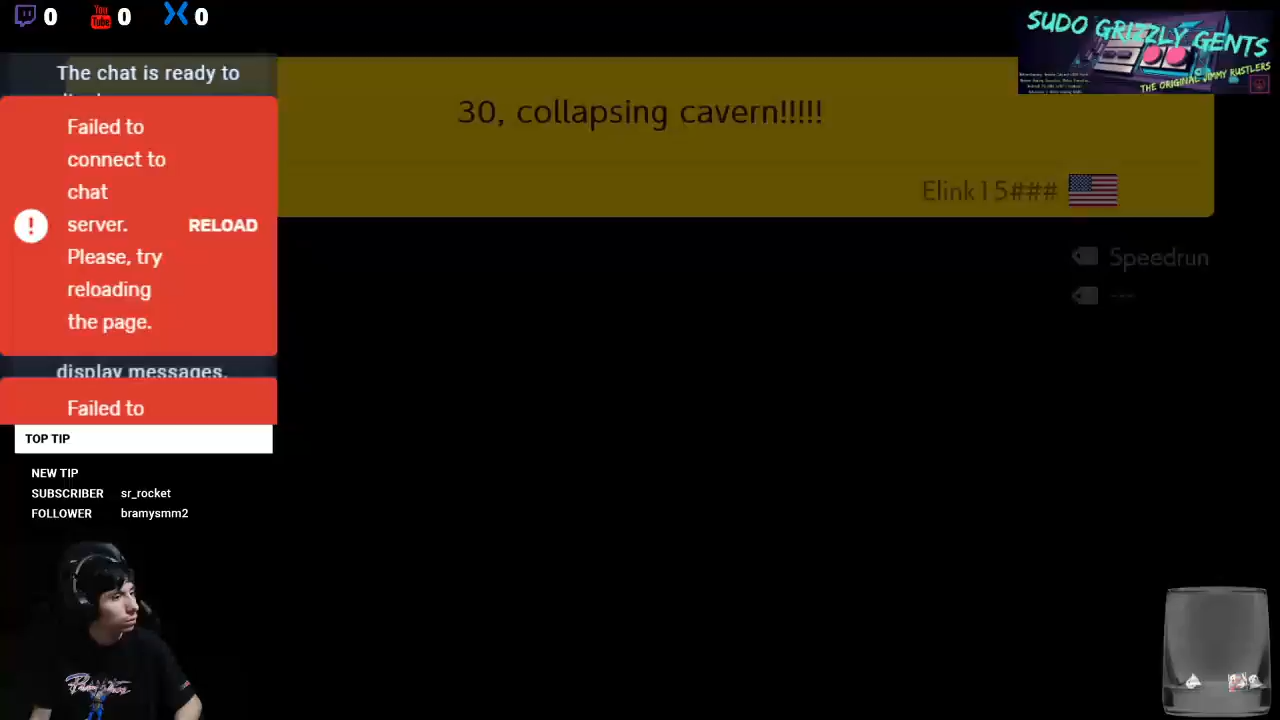 0
You
Tube
0
0
SUDO GRIZZLY GENTS
THE ORIGINAL JIMMY RUSTLERS
The chat is ready to
30, collapsing cavern!!!!!
Elink15###
Failed to
connect to
chat
server.
Please, try
reloading
the page.
RELOAD
Speedrun
---
display messages.
Failed to
TOP TIP
NEW TIP
SUBSCRIBER sr_rocket
FOLLOWER bramysmm2